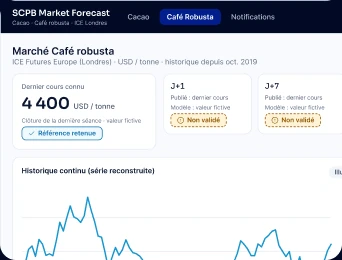 SCPB Market Forecast
Cacao · Café robusta · ICE Londres
Cacao
Café Robusta
Notifications
Marché Café robusta
ICE Futures Europe (Londres) · USD / tonne · historique depuis oct. 2019
Dernier cours connu
4 400 USD / tonne
Clôture de la dernière séance · valeur fictive
Référence retenue
J+1
Publié : dernier cours
Modèle : valeur fictive
Non validé
J+7
Publié : dernier cours
Modèle : valeur fictive
Non validé
Historique continu (série reconstruite)